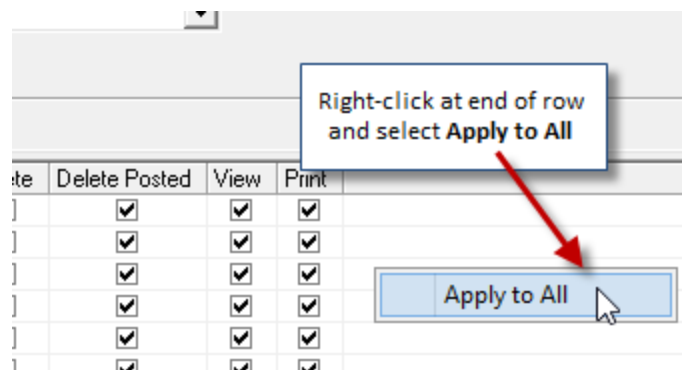 Right-click at end of row
and select Apply to All
te Delete Posted View Print
Apply to All